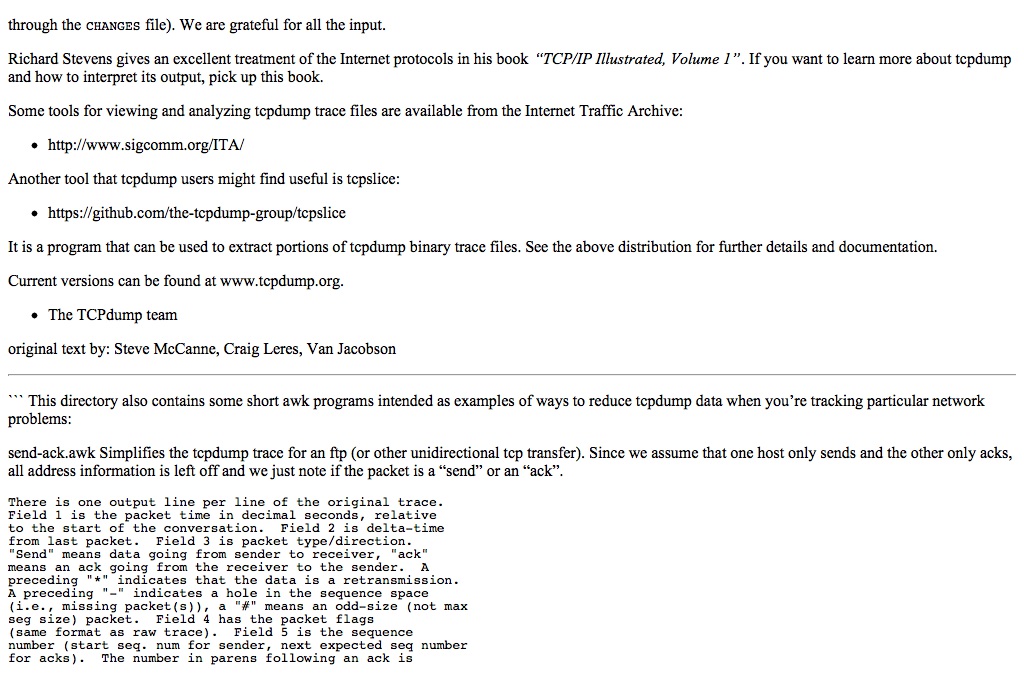 through the CHANGES file). We are grateful for all the input.
Richard Stevens gives an excellent treatment of the Internet protocols in his book “TCP/IP Illustrated, Volume 1”. If you want to learn more about tcpdump
and how to interpret its output, pick up this book.
Some tools for viewing and analyzing tcpdump trace files are available from the Internet Traffic Archive:
• http://www.sigcomm.org/ITA/
Another tool that tcpdump users might find useful is tcpslice:
• https://github.com/the-tcpdump-group/tcpslice
It is a program that can be used to extract portions of tcpdump binary trace files. See the above distribution for further details and documentation.
Current versions can be found at www.tcpdump.org.
• The TCPdump team
original text by: Steve McCanne, Craig Leres, Van Jacobson
``` This directory also contains some short awk programs intended as examples of ways to reduce tcpdump data when you’re tracking particular network
problems:
send-ack.awk Simplifies the tcpdump trace for an ftp (or other unidirectional tcp transfer). Since we assume that one host only sends and the other only acks,
all address information is left off and we just note if the packet is a “send” or an “ack”.
There is one output line per line of the original trace.
Field 1 is the packet time in decimal seconds, relative
to the start of the conversation.  Field 2 is delta-time
from last packet.  Field 3 is packet type/direction.
"Send" means data going from sender to receiver, "ack"
means an ack going from the receiver to the sender.  A
preceding "*" indicates that the data is a retransmission.
A preceding "-" indicates a hole in the sequence space
(i.e., missing packet(s)), a "#" means an odd-size (not max
seg size) packet.  Field 4 has the packet flags
(same format as raw trace).  Field 5 is the sequence
number (start seq. num for sender, next expected seq number
for acks).  The number in parens following an ack is